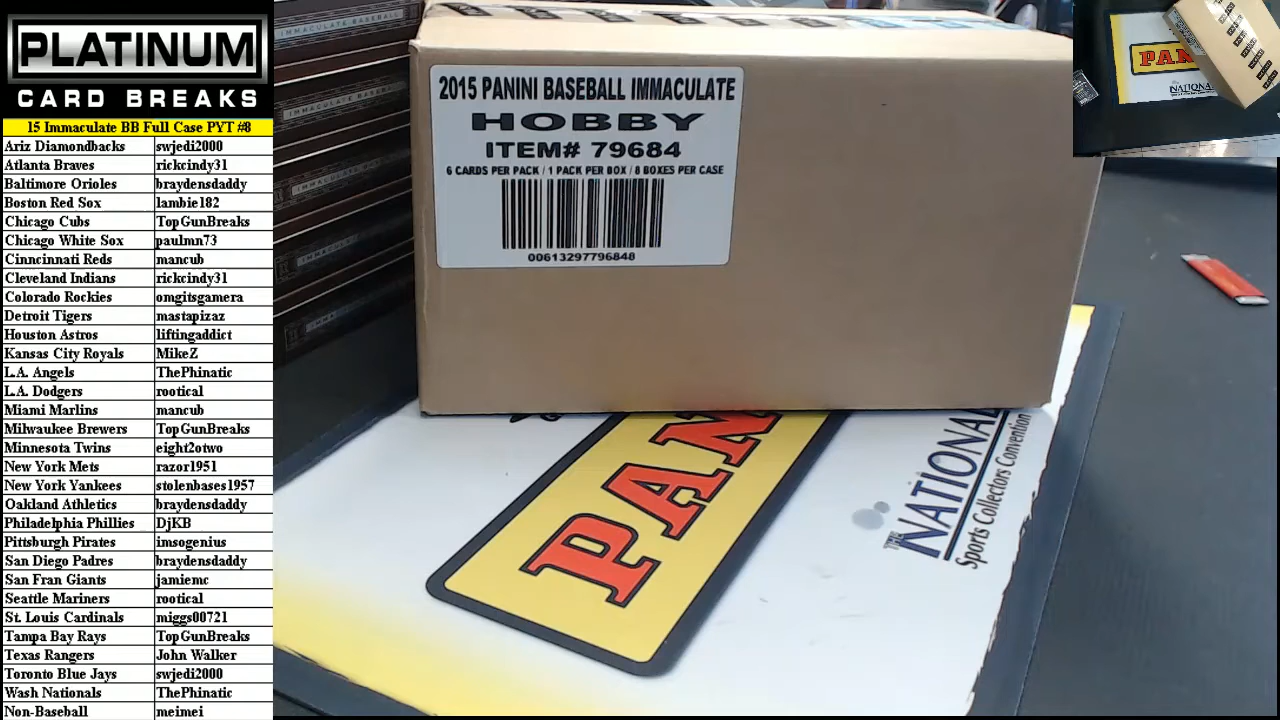 PLATINUM
CARD BREAKS
15 Immaculate BB Full Case PYT #8
Ariz Diamondbacks swjedi2000
Atlanta Braves rickcindy31
Baltimore Orioles braydensdaddy
Boston Red Sox lambie182
Chicago Cubs TopGunBreaks
Chicago White Sox paulmn73
Cinncinnati Reds mancub
Cleveland Indians rickcindy31
Colorado Rockies omgitsgamera
Detroit Tigers mastapizaz
Houston Astros liftingaddict
Kansas City Royals MikeZ
L.A. Angels ThePhinatic
L.A. Dodgers rootical
Miami Marlins mancub
Milwaukee Brewers TopGunBreaks
Minnesota Twins eight2otwo
New York Mets razor1951
New York Yankees stolenbases1957
Oakland Athletics braydensdaddy
Philadelphia Phillies DjKB
Pittsburgh Pirates imsogenius
San Diego Padres braydensdaddy
San Fran Giants jamiemc
Seattle Mariners rootical
St. Louis Cardinals miggs00721
Tampa Bay Rays TopGunBreaks
Texas Rangers John Walker
Toronto Blue Jays swjedi2000
Wash Nationals ThePhinatic
Non-Baseball meimei
IMMACULATE BASEBALL
IMMACULATE BASEBALL
2015 PANINI BASEBALL IMMACULATE
HOBBY
ITEM# 79684
6 CARDS PER PACK / 1 PACK PER BOX / 8 BOXES PER CASE
00613297796848
PAN
THE NATIONAL
Sports Collectors Convention
PAN
NATIONAL